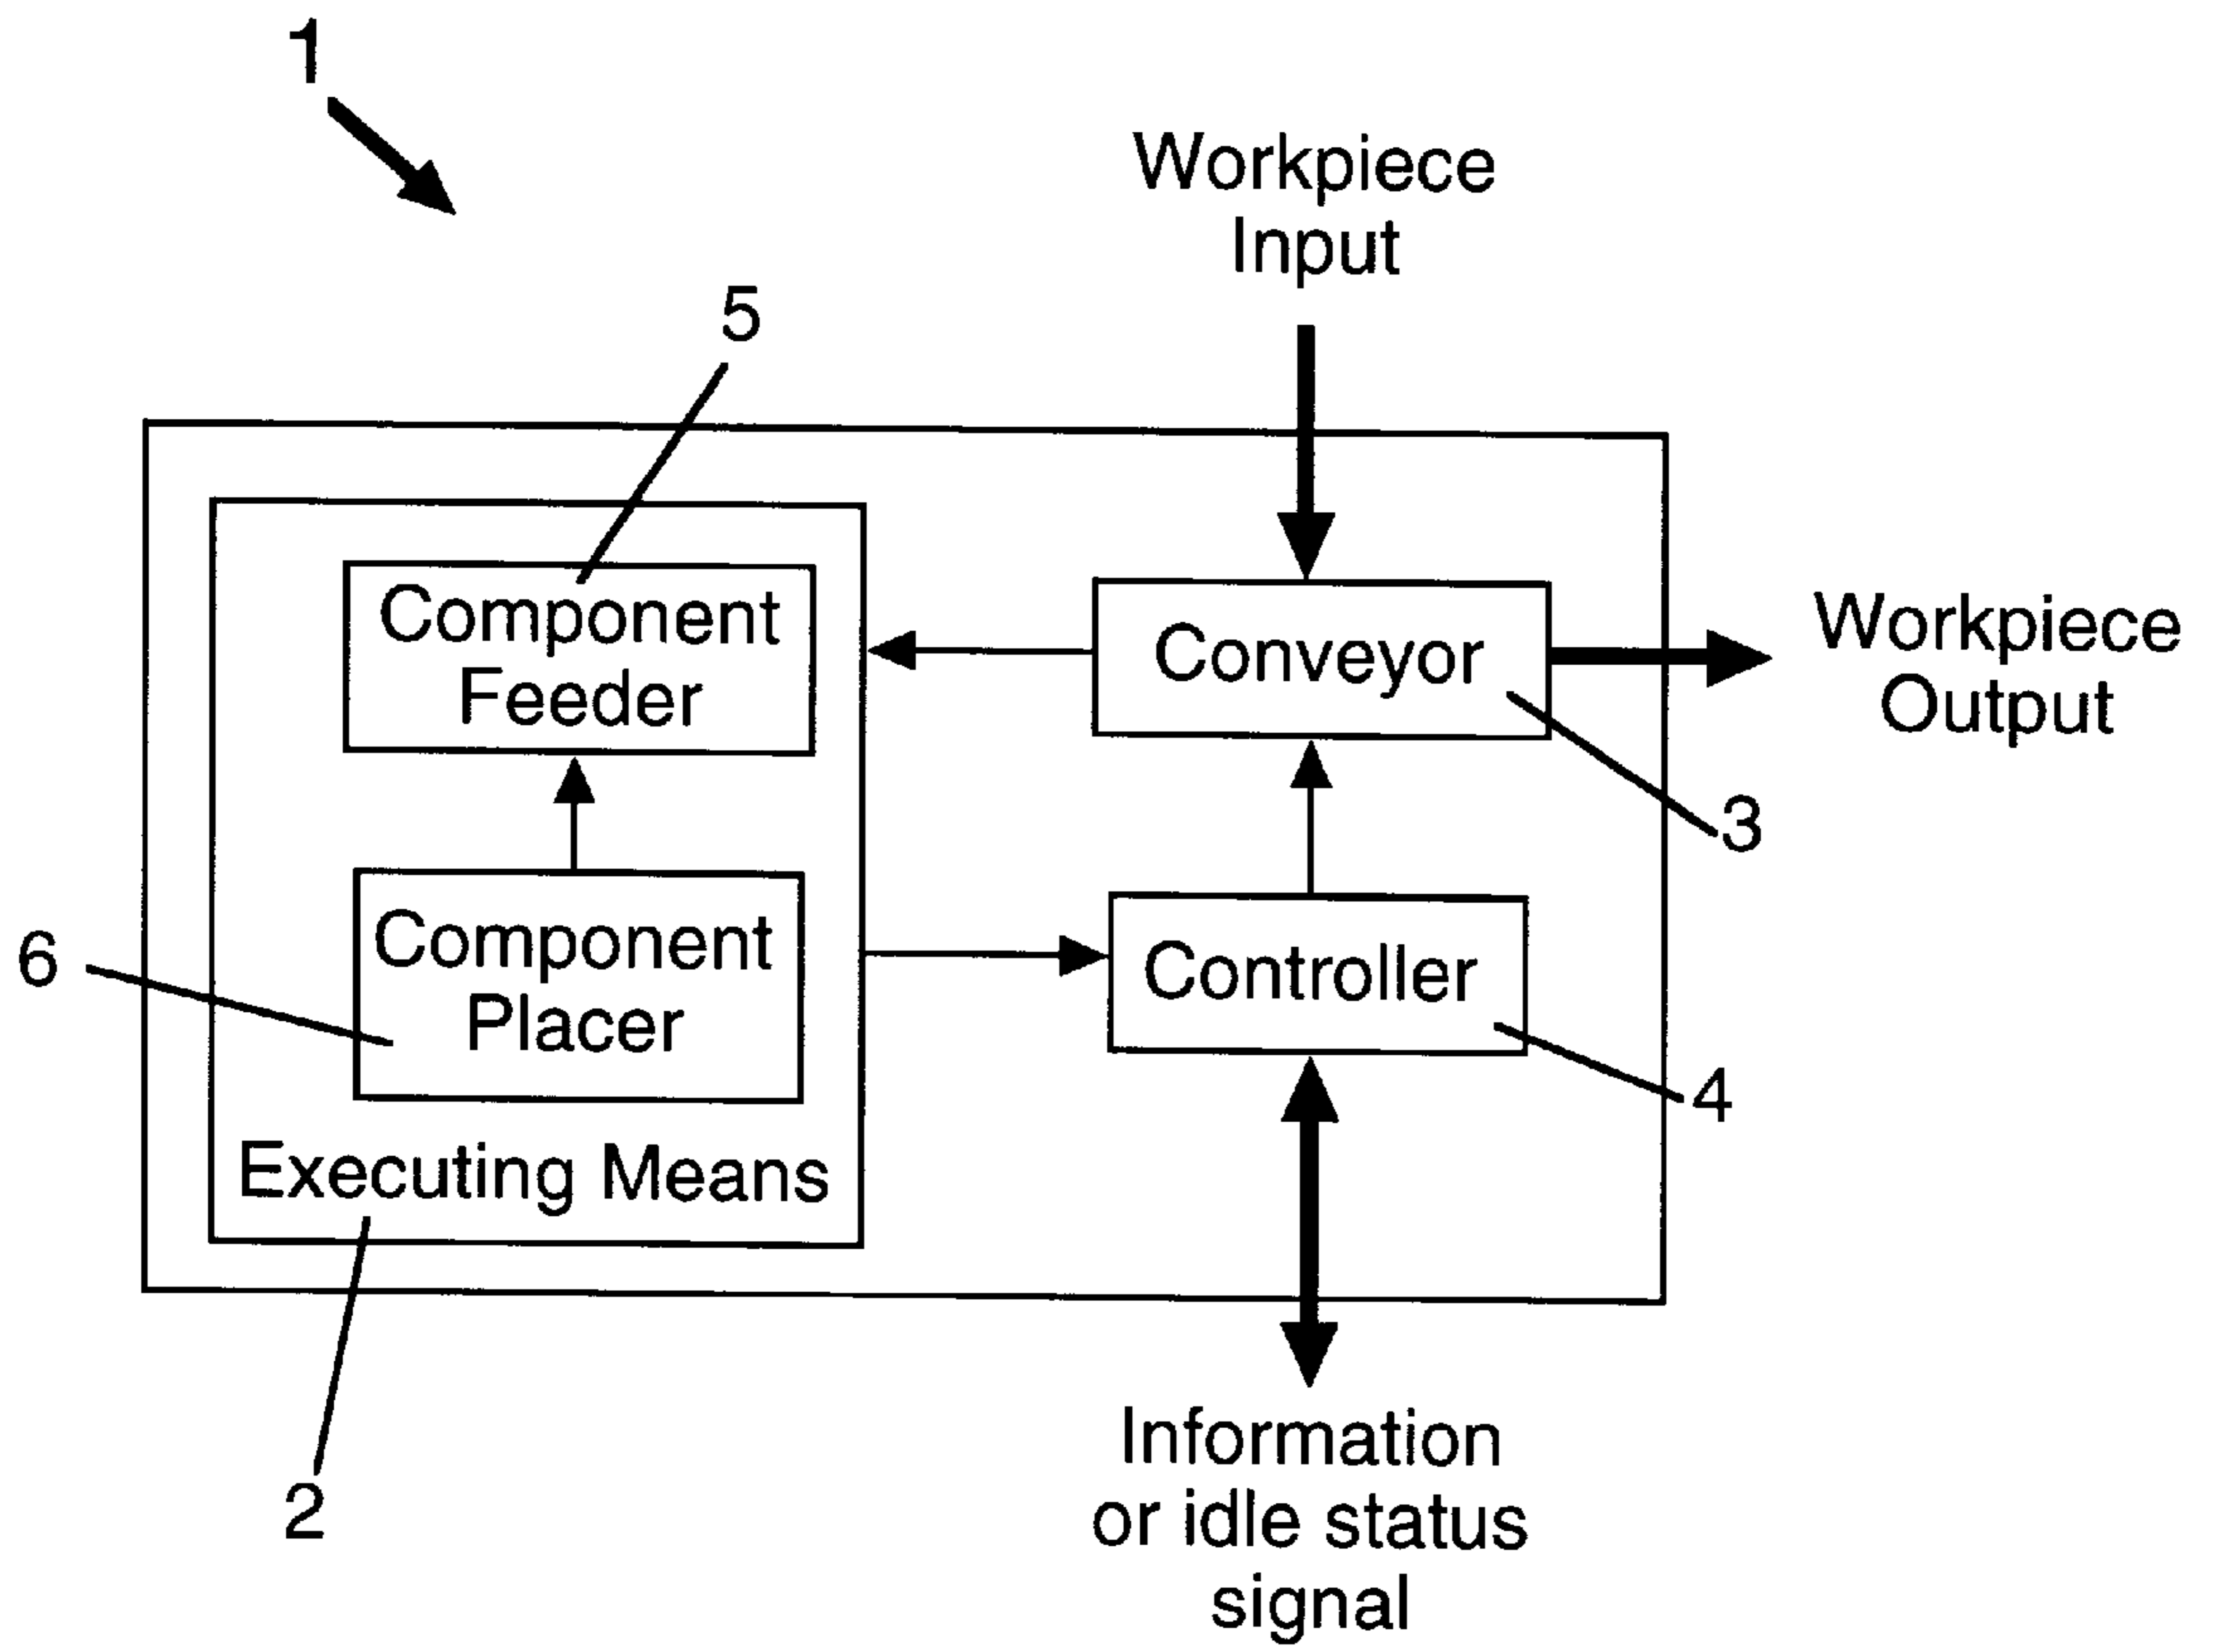 1
Workpiece
Input
5
Component
Feeder
Conveyor
Workpiece
Output
3
Component
Placer
6
Controller
4
Executing Means
2
Information
or idle status
signal